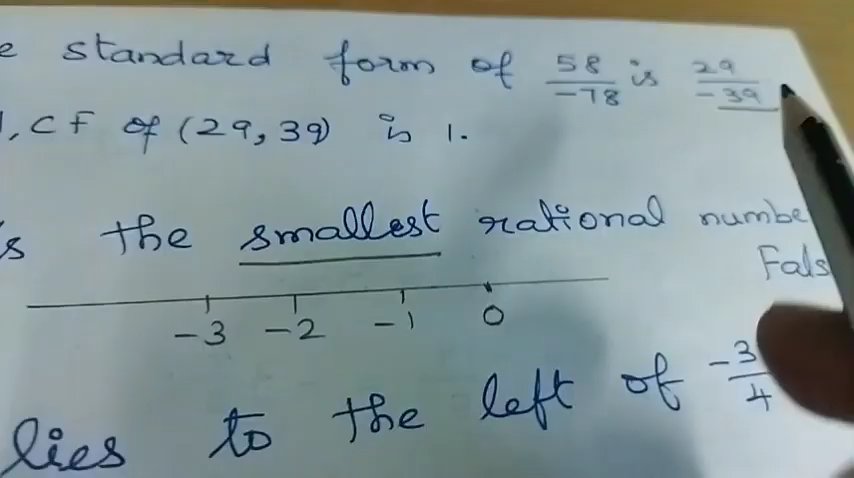 e standard form of 58/-78 is 29/-39
, CF of (29, 39) is 1.
s the smallest rational numbe
Fals
-3 -2 -1 0
lies to the left of -3/4